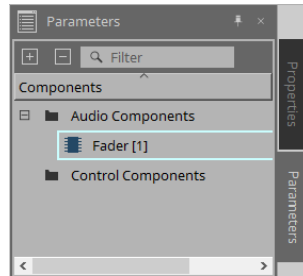 Parameters
Filter
Components
Audio Components
Fader [1]
Control Components
Properties
Parameters